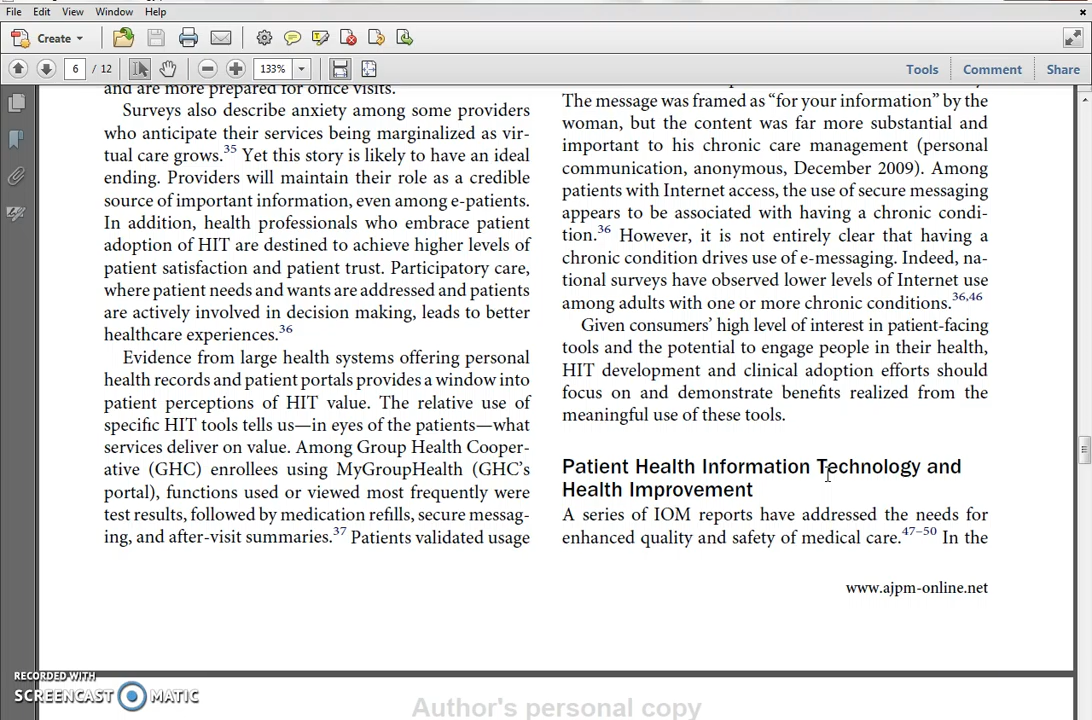 File Edit View Window Help
Create
6 / 12 133% Tools Comment Share
and are more prepared for office visits.
Surveys also describe anxiety among some providers
who anticipate their services being marginalized as vir-
tual care grows.35 Yet this story is likely to have an ideal
ending. Providers will maintain their role as a credible
source of important information, even among e-patients.
In addition, health professionals who embrace patient
adoption of HIT are destined to achieve higher levels of
patient satisfaction and patient trust. Participatory care,
where patient needs and wants are addressed and patients
are actively involved in decision making, leads to better
healthcare experiences.36
Evidence from large health systems offering personal
health records and patient portals provides a window into
patient perceptions of HIT value. The relative use of
specific HIT tools tells us—in eyes of the patients—what
services deliver on value. Among Group Health Cooper-
ative (GHC) enrollees using MyGroupHealth (GHC's
portal), functions used or viewed most frequently were
test results, followed by medication refills, secure messag-
ing, and after-visit summaries.37 Patients validated usage
The message was framed as “for your information” by the
woman, but the content was far more substantial and
important to his chronic care management (personal
communication, anonymous, December 2009). Among
patients with Internet access, the use of secure messaging
appears to be associated with having a chronic condi-
tion.36 However, it is not entirely clear that having a
chronic condition drives use of e-messaging. Indeed, na-
tional surveys have observed lower levels of Internet use
among adults with one or more chronic conditions.36,46
Given consumers’ high level of interest in patient-facing
tools and the potential to engage people in their health,
HIT development and clinical adoption efforts should
focus on and demonstrate benefits realized from the
meaningful use of these tools.
Patient Health Information Technology and
Health Improvement
A series of IOM reports have addressed the needs for
enhanced quality and safety of medical care.47–50 In the
www.ajpm-online.net
RECORDED WITH
SCREENCAST MATIC
Author's personal copy